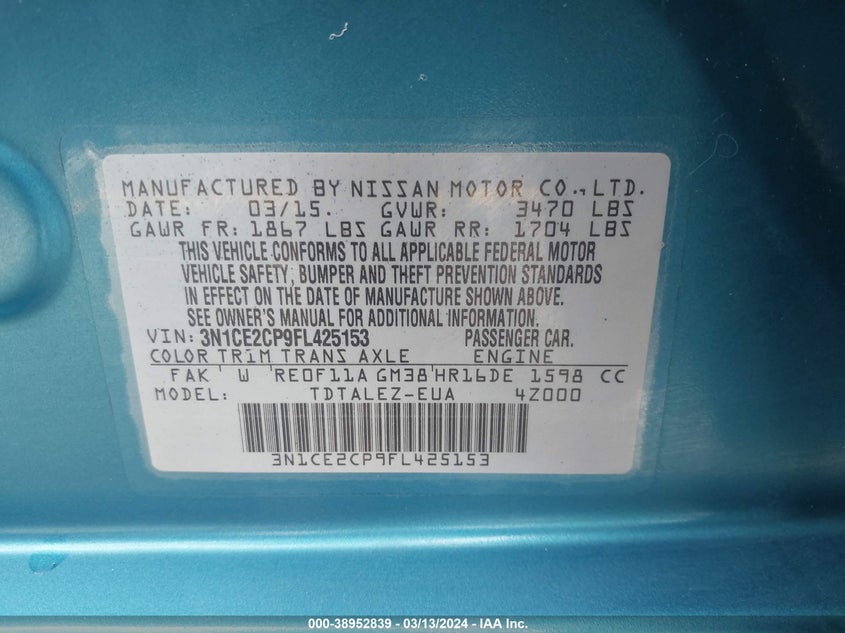 MANUFACTURED BY NISSAN MOTOR CO., LTD.
DATE: 03/15. GVWR: 3470 LBS
GAWR FR: 1867 LBS GAWR RR: 1704 LBS
THIS VEHICLE CONFORMS TO ALL APPLICABLE FEDERAL MOTOR
VEHICLE SAFETY, BUMPER AND THEFT PREVENTION STANDARDS
IN EFFECT ON THE DATE OF MANUFACTURE SHOWN ABOVE.
SEE OWNER'S MANUAL FOR ADDITIONAL INFORMATION.
VIN: 3N1CE2CP9FL425153 PASSENGER CAR.
COLOR TRIM TRANS AXLE ENGINE
FAK W RE0F11A GM38 HR16DE 1598 CC
MODEL: TDTALEZ-EUA 4Z000
3N1CE2CP9FL425153
000-38952839 - 03/13/2024 - IAA Inc.